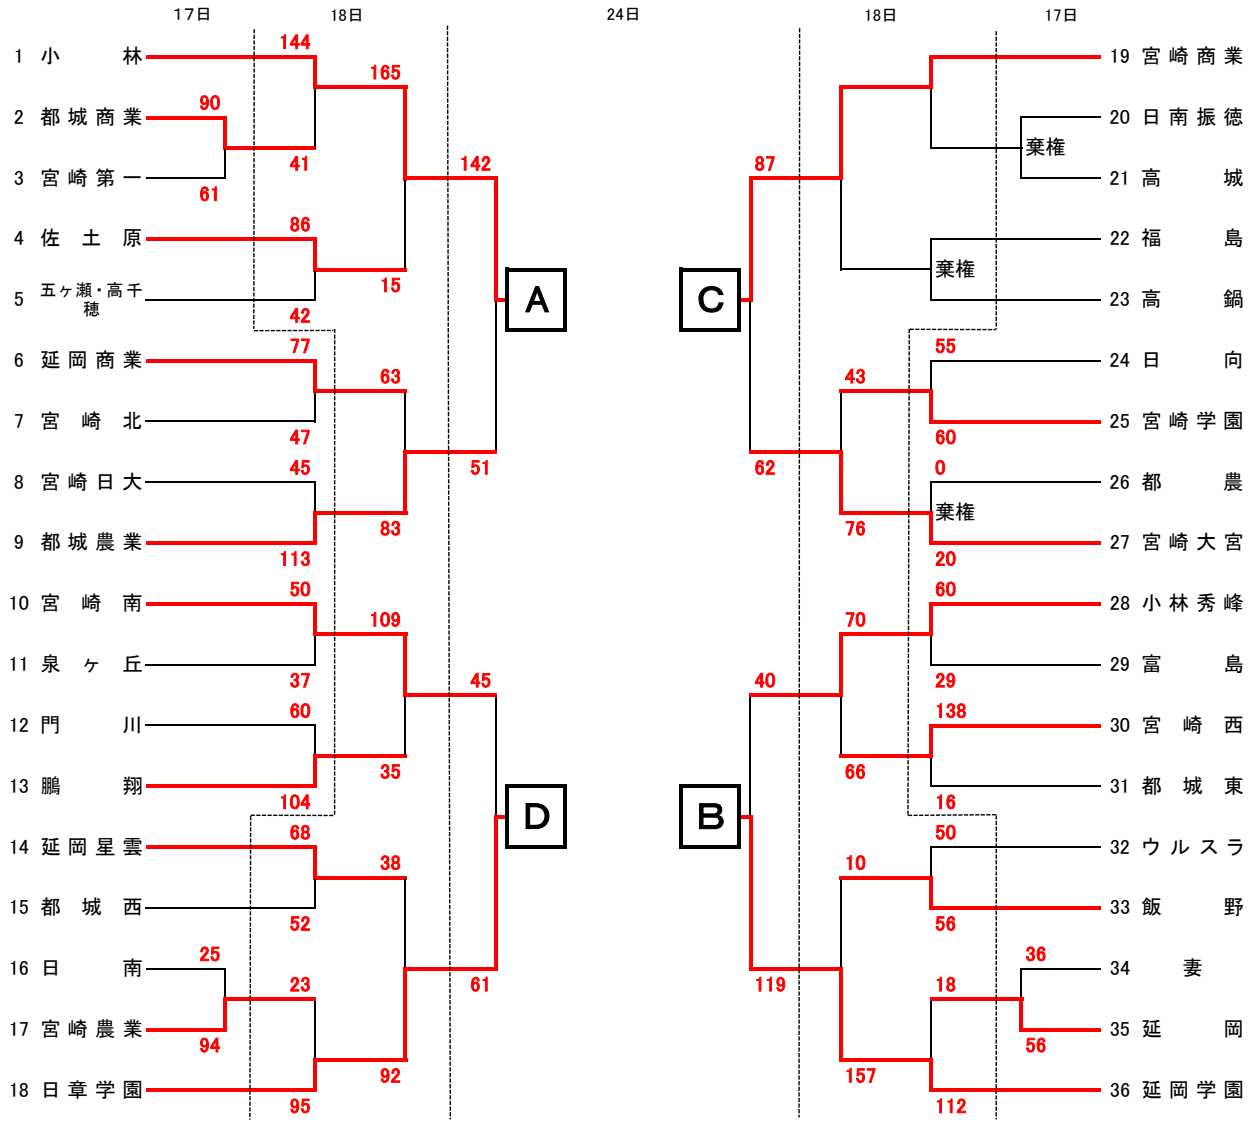 17日 18日 24日 18日 17日
144
1 小林 19 宮崎商業
165
90
2 都城商業 20 日南振徳
棄権
41
142 87
3 宮崎第一 21 高城
61
86
4 佐土原 22 福島
棄権
15
5 五ヶ瀬・高千穂 23 高鍋
A C
42
77 55
6 延岡商業 24 日向
63 43
7 宮崎北 25 宮崎学園
47 60
45 0
51 62
8 宮崎日大 26 都農
棄権
83 76
9 都城農業 27 宮崎大宮
113 20
50 60
10 宮崎南 28 小林秀峰
109 70
11 泉ヶ丘 29 富島
37 29
45 40
60 138
12 門川 30 宮崎西
35 66
13 鵬翔 31 都城東
104 16
D B
68 50
14 延岡星雲 32 ウルスラ
38 10
15 都城西 33 飯野
52 56
25 36
16 日南 34 妻
61 119
23 18
17 宮崎農業 35 延岡
94 56
92 157
18 日章学園 36 延岡学園
95 112